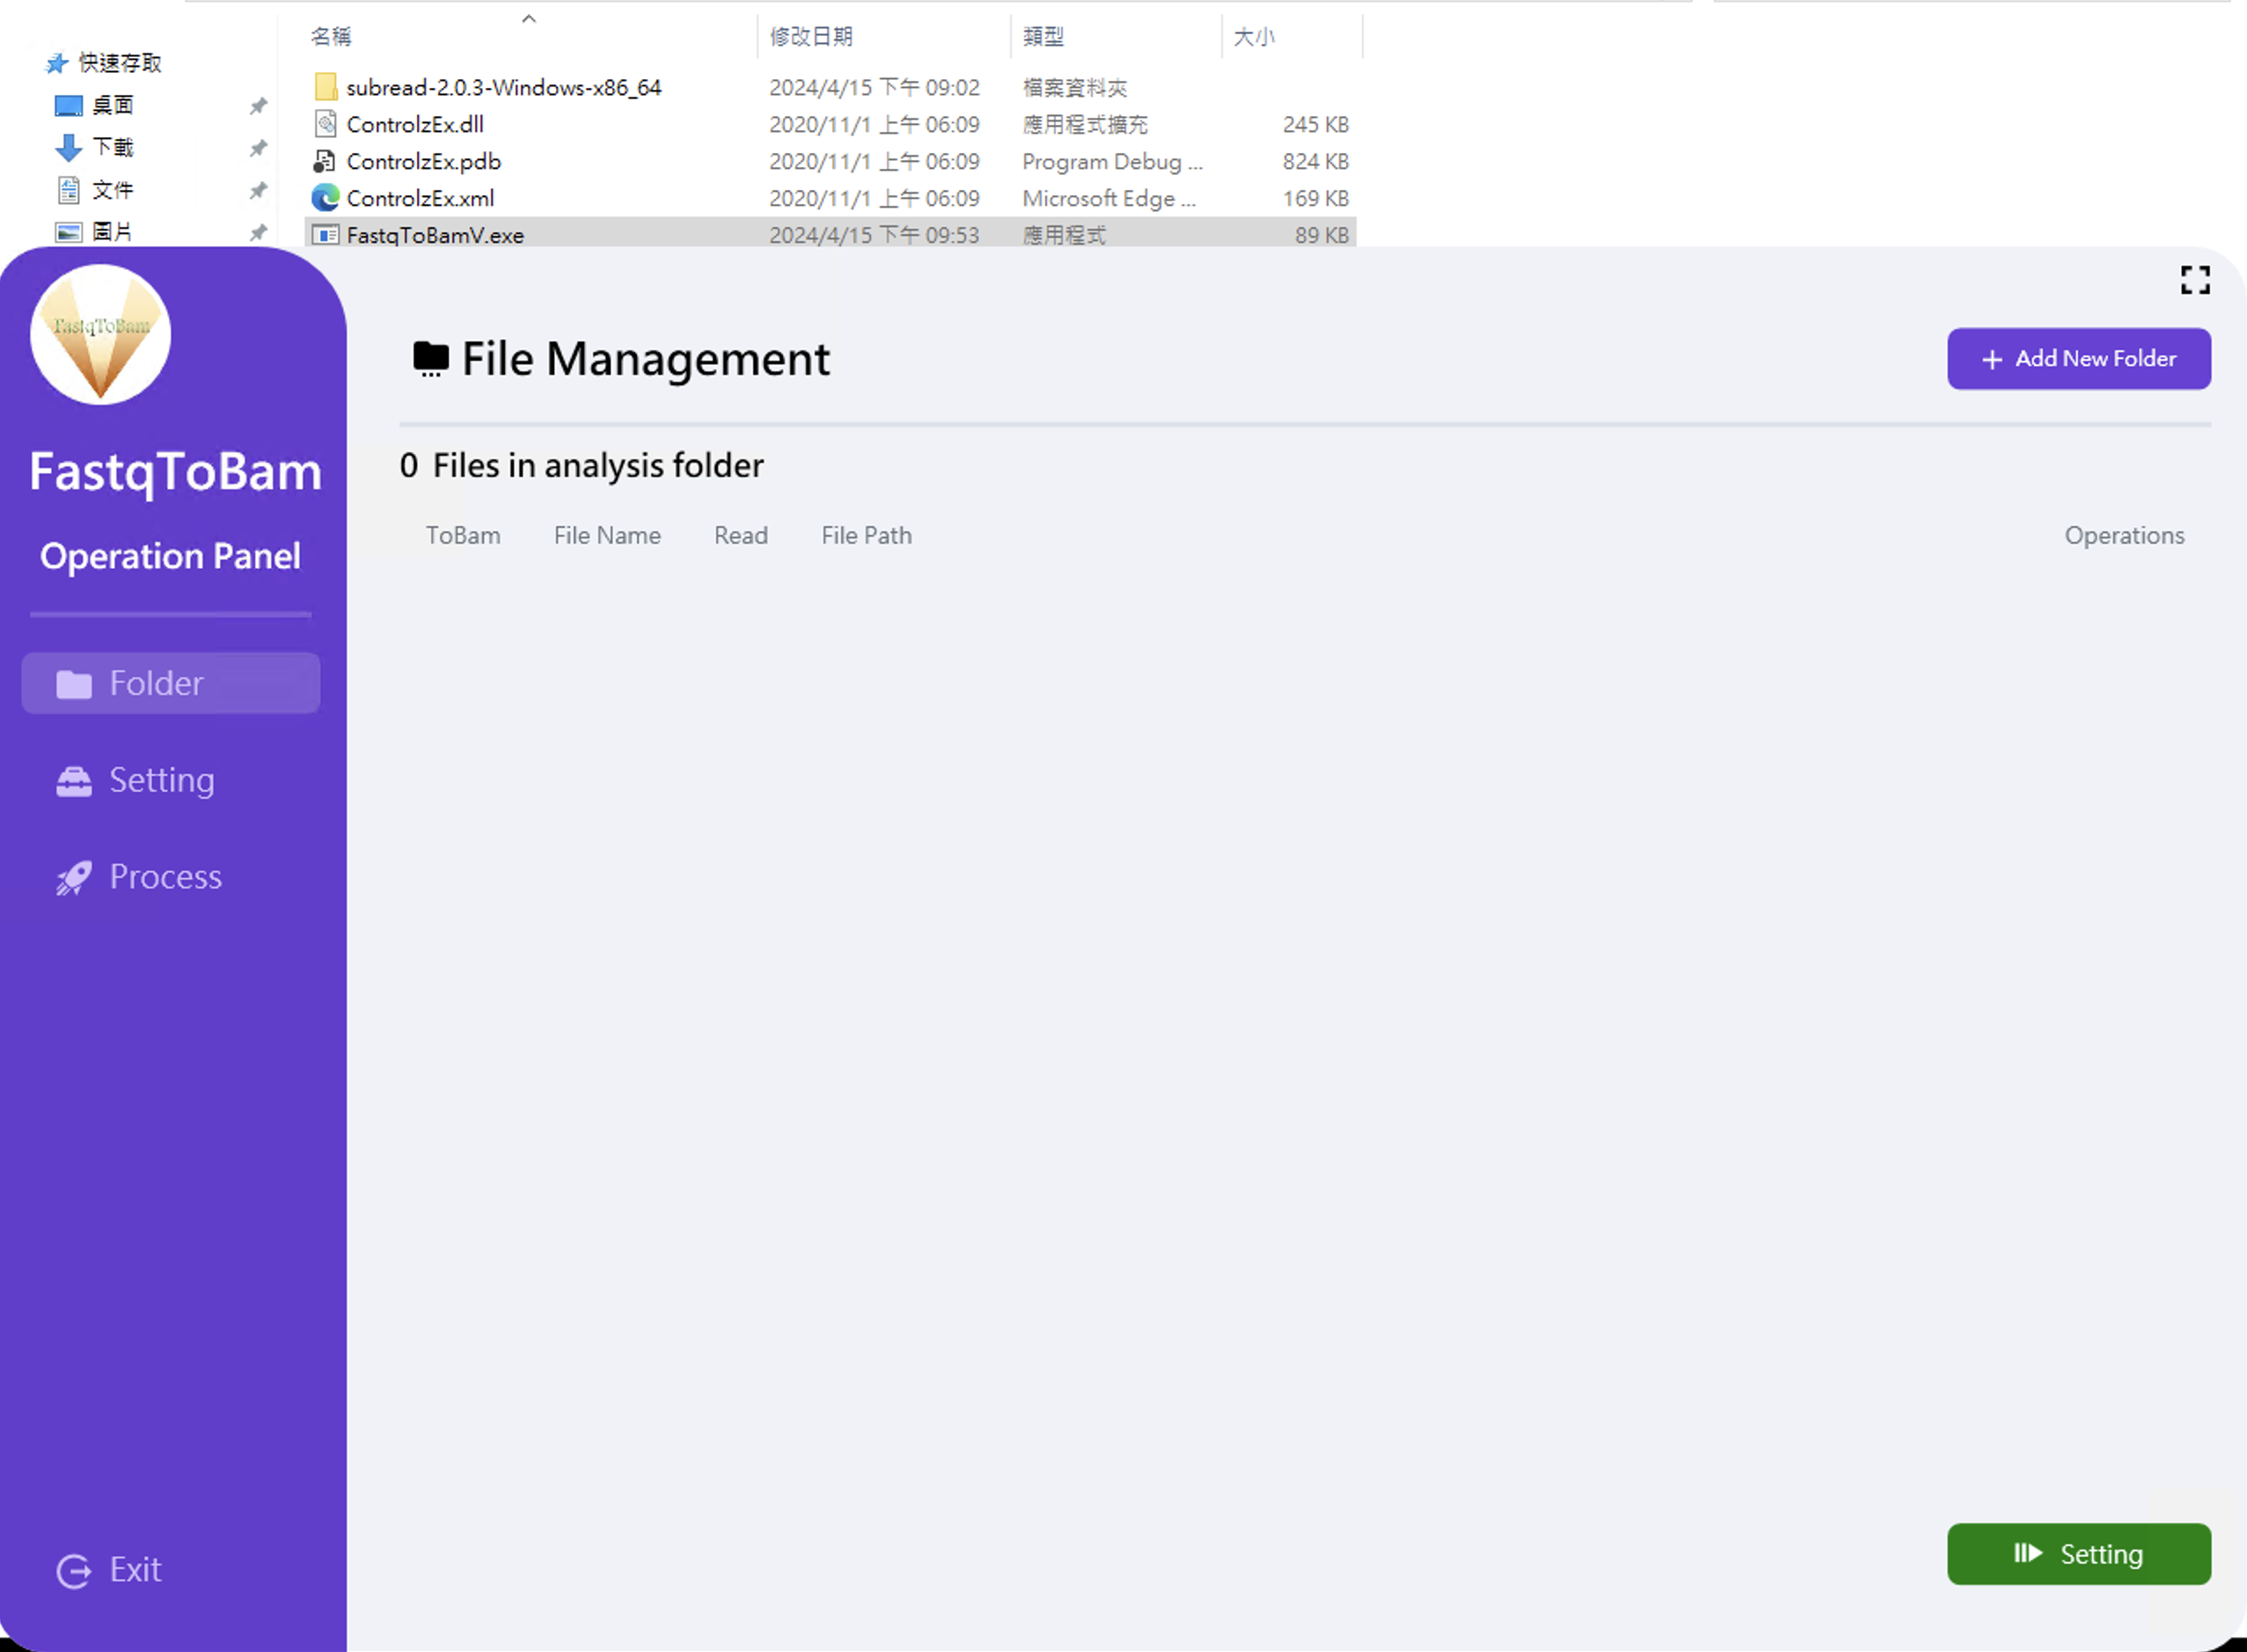 名稱 修改日期 類型 大小
快速存取
桌面
下載
文件
圖片
subread-2.0.3-Windows-x86_64 2024/4/15 下午 09:02 檔案資料夾
ControlzEx.dll 2020/11/1 上午 06:09 應用程式擴充 245 KB
ControlzEx.pdb 2020/11/1 上午 06:09 Program Debug ... 824 KB
ControlzEx.xml 2020/11/1 上午 06:09 Microsoft Edge ... 169 KB
FastqToBamV.exe 2024/4/15 下午 09:53 應用程式 89 KB
FastqToBam
FastqToBam
Operation Panel
Folder
Setting
Process
Exit
File Management
Add New Folder
0 Files in analysis folder
ToBam File Name Read File Path Operations
Setting